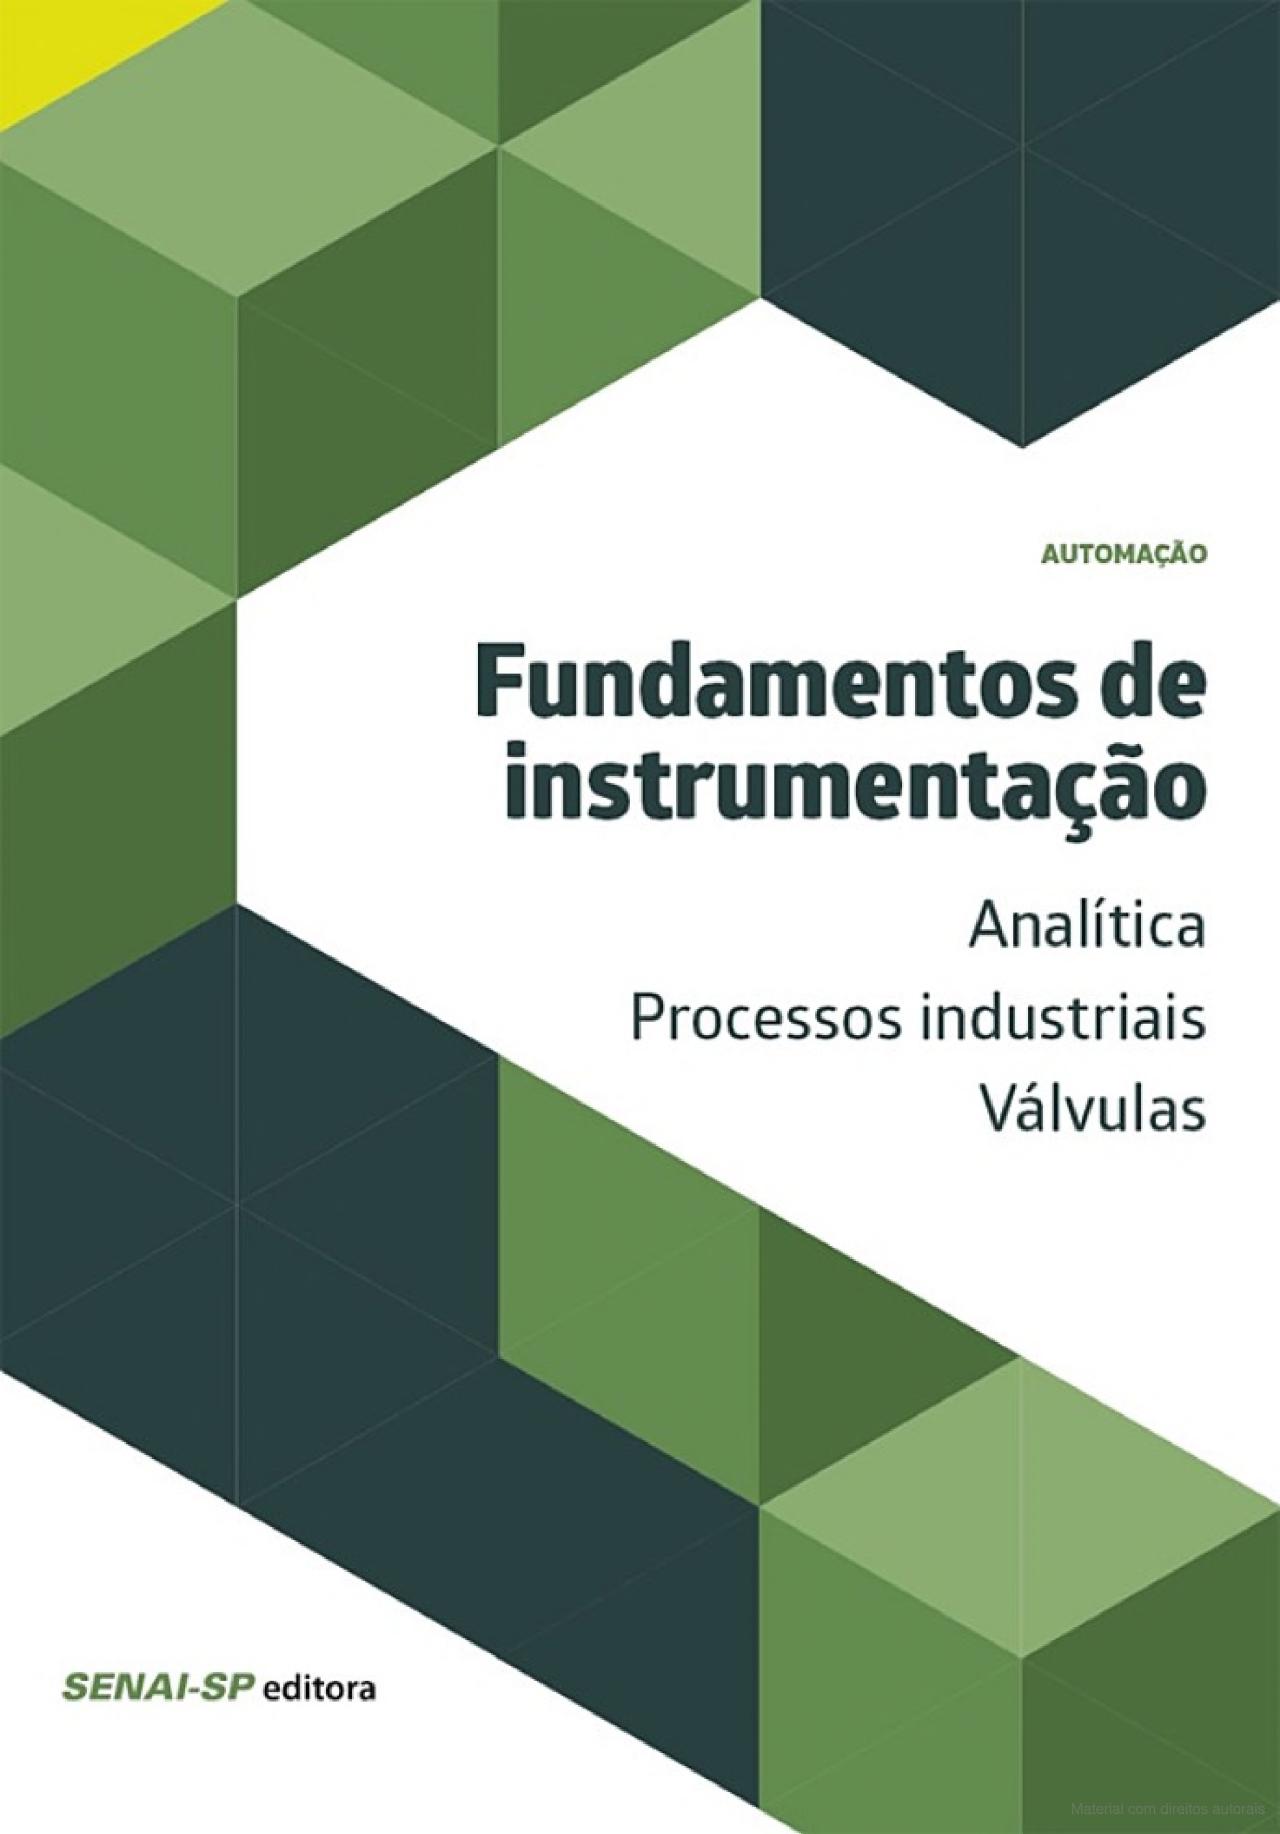 AUTOMAÇÃO
Fundamentos de
instrumentação
Analítica
Processos industriais
Válvulas
SENAI-SP editora
Material com direitos autorais